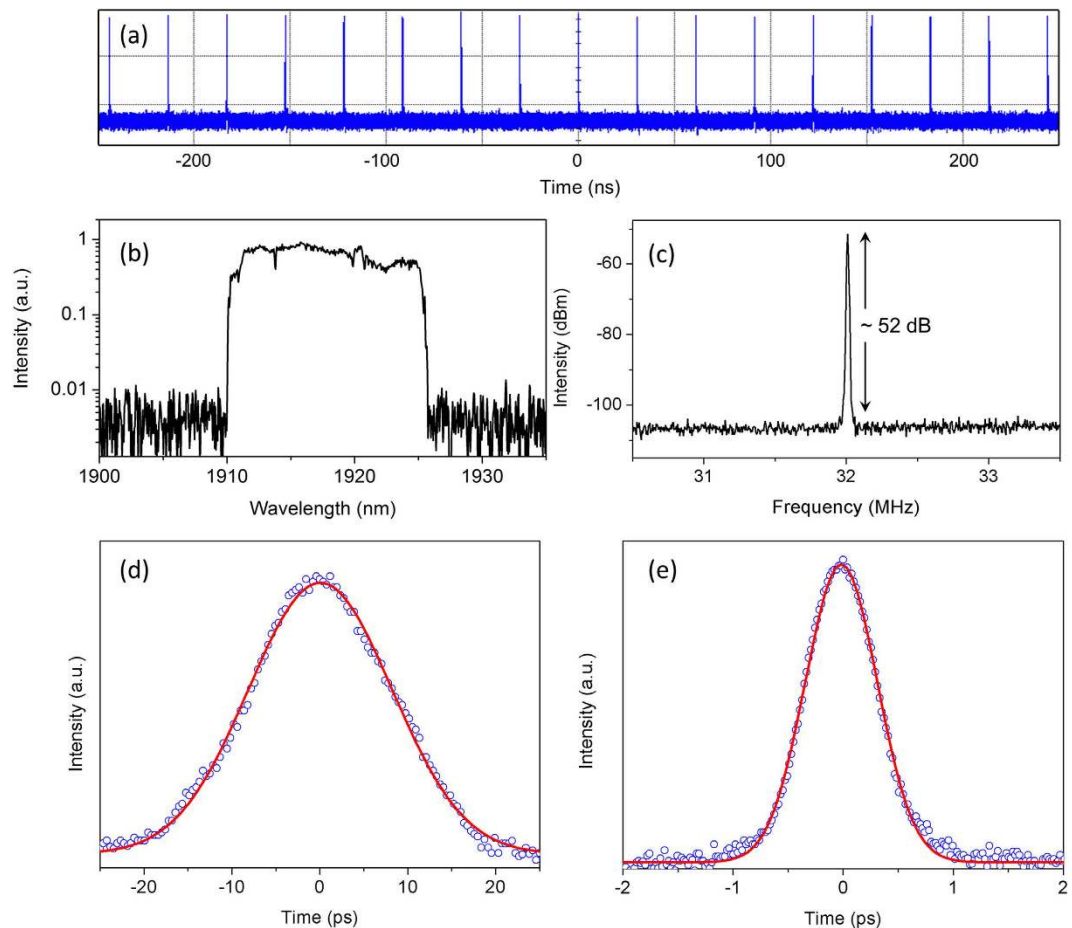 (a)
-200 -100 0 100 200
Time (ns)
(b)
Intensity (a.u.)
1
0.1
0.01
1900 1910 1920 1930
Wavelength (nm)
(c)
Intensity (dBm)
-60
-80
-100
~ 52 dB
31 32 33
Frequency (MHz)
(d)
Intensity (a.u.)
-20 -10 0 10 20
Time (ps)
(e)
Intensity (a.u.)
-2 -1 0 1 2
Time (ps)